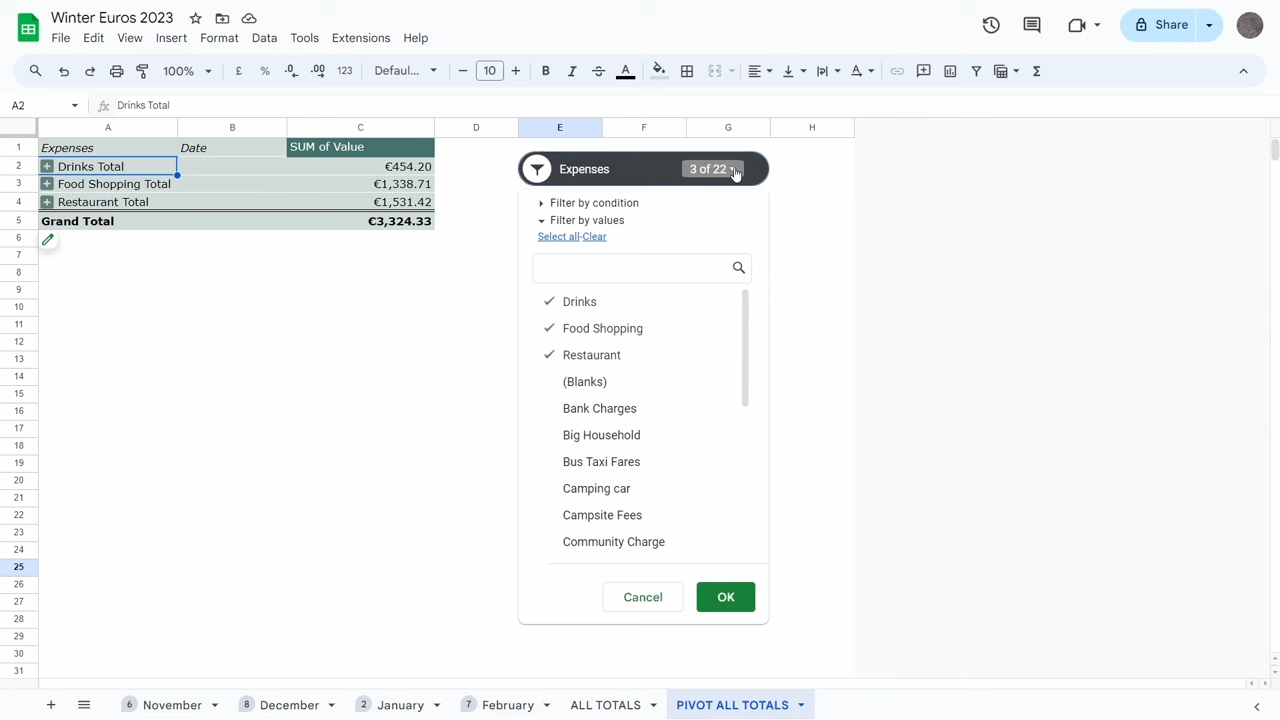 Winter Euros 2023
File Edit View Insert Format Data Tools Extensions Help
Share
100% £ % .0 .00 123 Defaul... 10 B I S A
A2 fx Drinks Total
A B C D E F G H
1 Expenses Date SUM of Value
2 Drinks Total €454.20
3 Food Shopping Total €1,338.71
4 Restaurant Total €1,531.42
5 Grand Total €3,324.33
6
7
8
9
10
11
12
13
14
15
16
17
18
19
20
21
22
23
24
25
26
27
28
29
30
31
Expenses 3 of 22
Filter by condition
Filter by values
Select all-Clear
Drinks
Food Shopping
Restaurant
(Blanks)
Bank Charges
Big Household
Bus Taxi Fares
Camping car
Campsite Fees
Community Charge
Cancel OK
6 November 8 December 2 January 7 February ALL TOTALS PIVOT ALL TOTALS